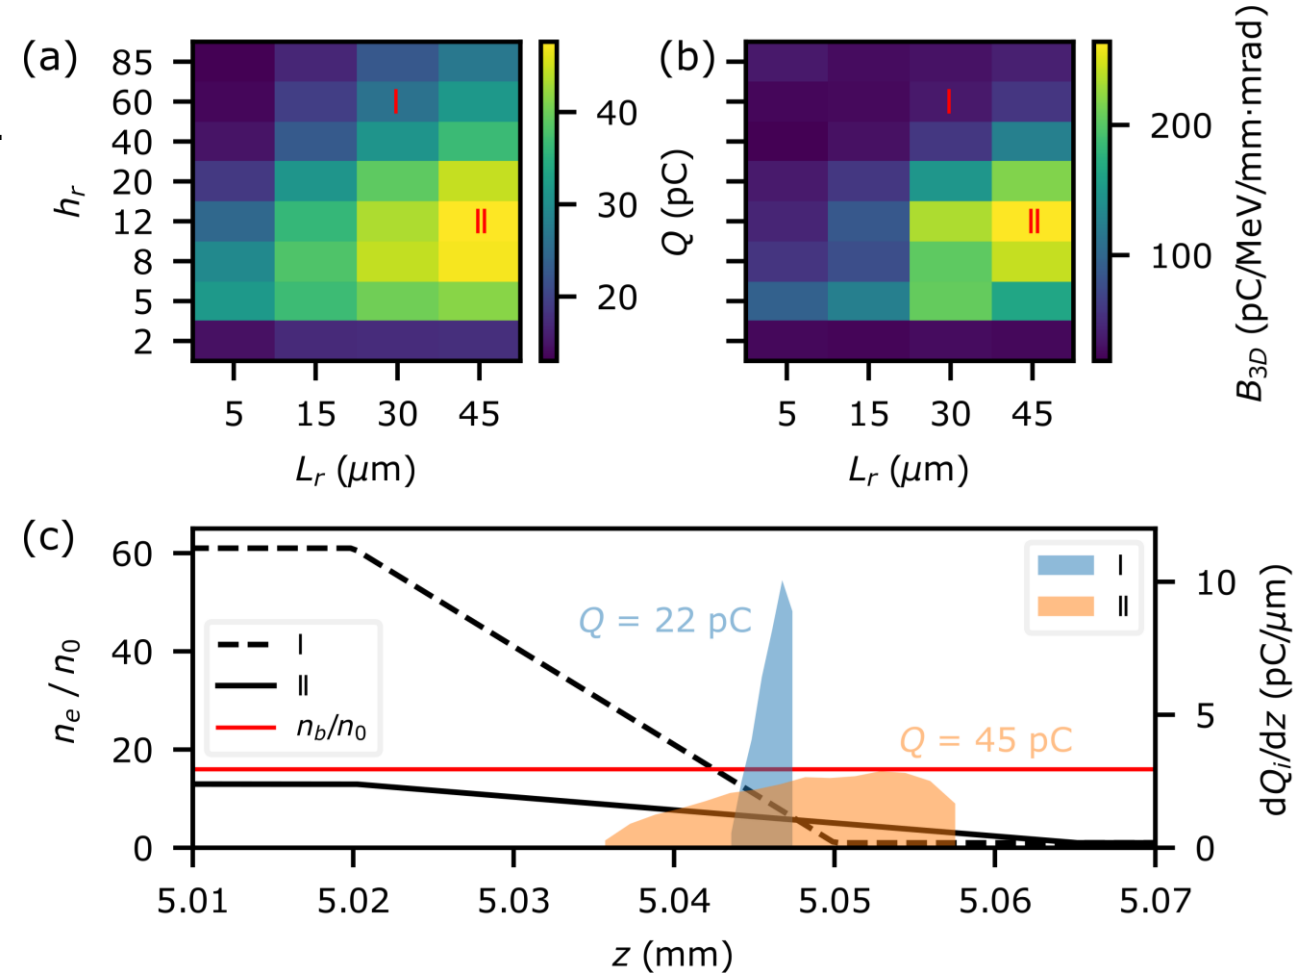 (a)
85
60
40
20
12
8
5
2
h_r
I
II
5 15 30 45
L_r (μm)
40
30
20
Q (pC)
(b)
I
II
5 15 30 45
L_r (μm)
200
100
B_3D (pC/MeV/mm·mrad)
(c)
60
40
20
0
n_e / n_0
I
II
n_b/n_0
Q = 22 pC
Q = 45 pC
I
II
10
5
0
dQ_i/dz (pC/μm)
5.01 5.02 5.03 5.04 5.05 5.06 5.07
z (mm)